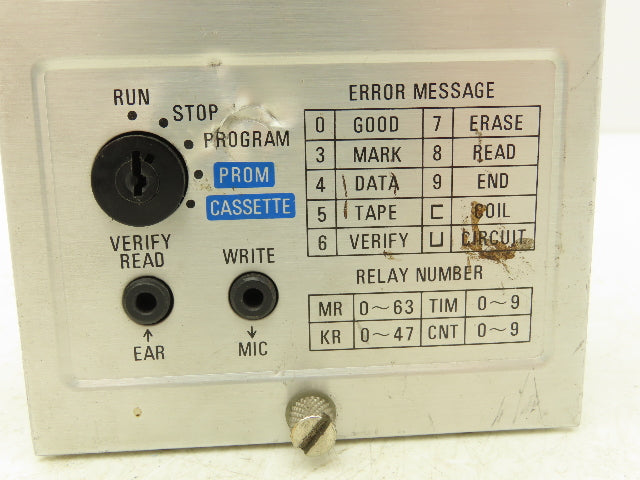 RUN
STOP
PROGRAM
PROM
CASSETTE
VERIFY
READ
WRITE
↑
EAR
↓
MIC
ERROR MESSAGE
0 GOOD 7 ERASE
3 MARK 8 READ
4 DATA 9 END
5 TAPE ⊏ COIL
6 VERIFY ⊔ CIRCUIT
RELAY NUMBER
MR 0~63 TIM 0~9
KR 0~47 CNT 0~9